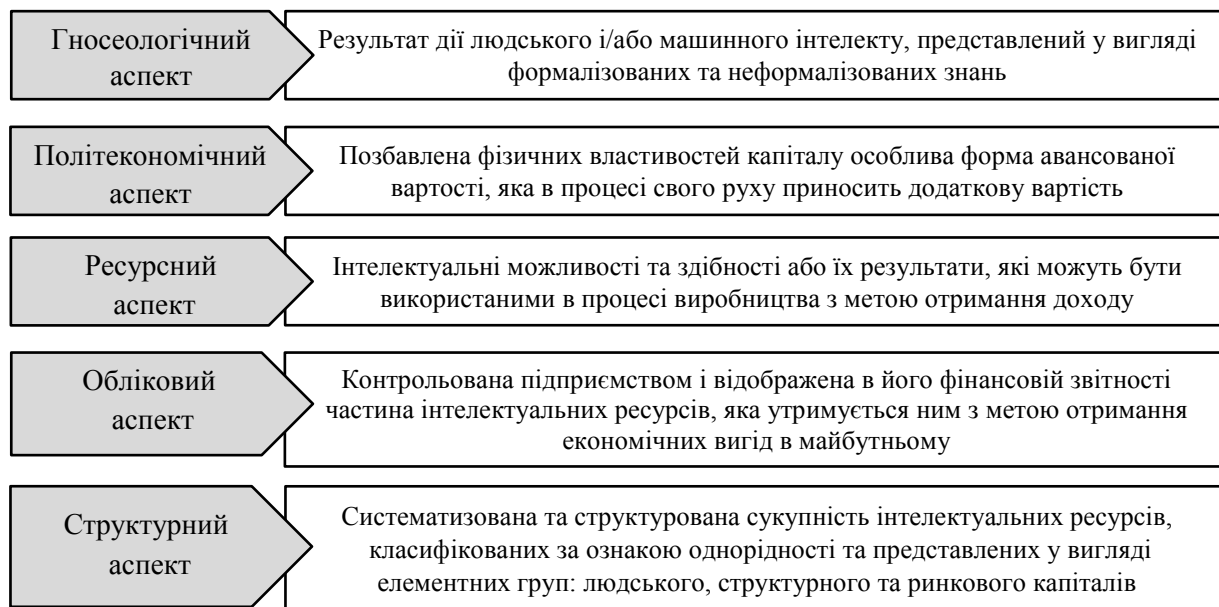 Гносеологічний
аспект
Результат дії людського і/або машинного інтелекту, представлений у вигляді
формалізованих та неформалізованих знань
Політекономічний
аспект
Позбавлена фізичних властивостей капіталу особлива форма авансованої
вартості, яка в процесі свого руху приносить додаткову вартість
Ресурсний
аспект
Інтелектуальні можливості та здібності або їх результати, які можуть бути
використаними в процесі виробництва з метою отримання доходу
Обліковий
аспект
Контрольована підприємством і відображена в його фінансовій звітності
частина інтелектуальних ресурсів, яка утримується ним з метою отримання
економічних вигід в майбутньому
Структурний
аспект
Систематизована та структурована сукупність інтелектуальних ресурсів,
класифікованих за ознакою однорідності та представлених у вигляді
елементних груп: людського, структурного та ринкового капіталів